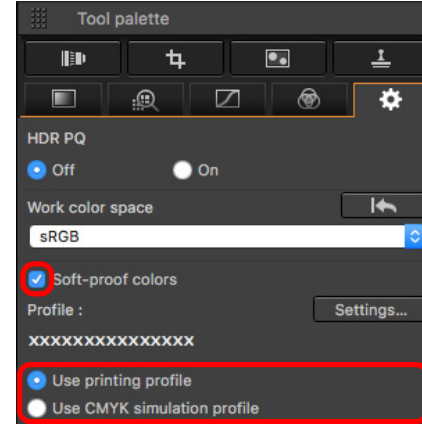 Tool palette
HDR PQ
Off On
Work color space
sRGB
Soft-proof colors
Profile : Settings...
xxxxxxxxxxxxxxx
Use printing profile
Use CMYK simulation profile